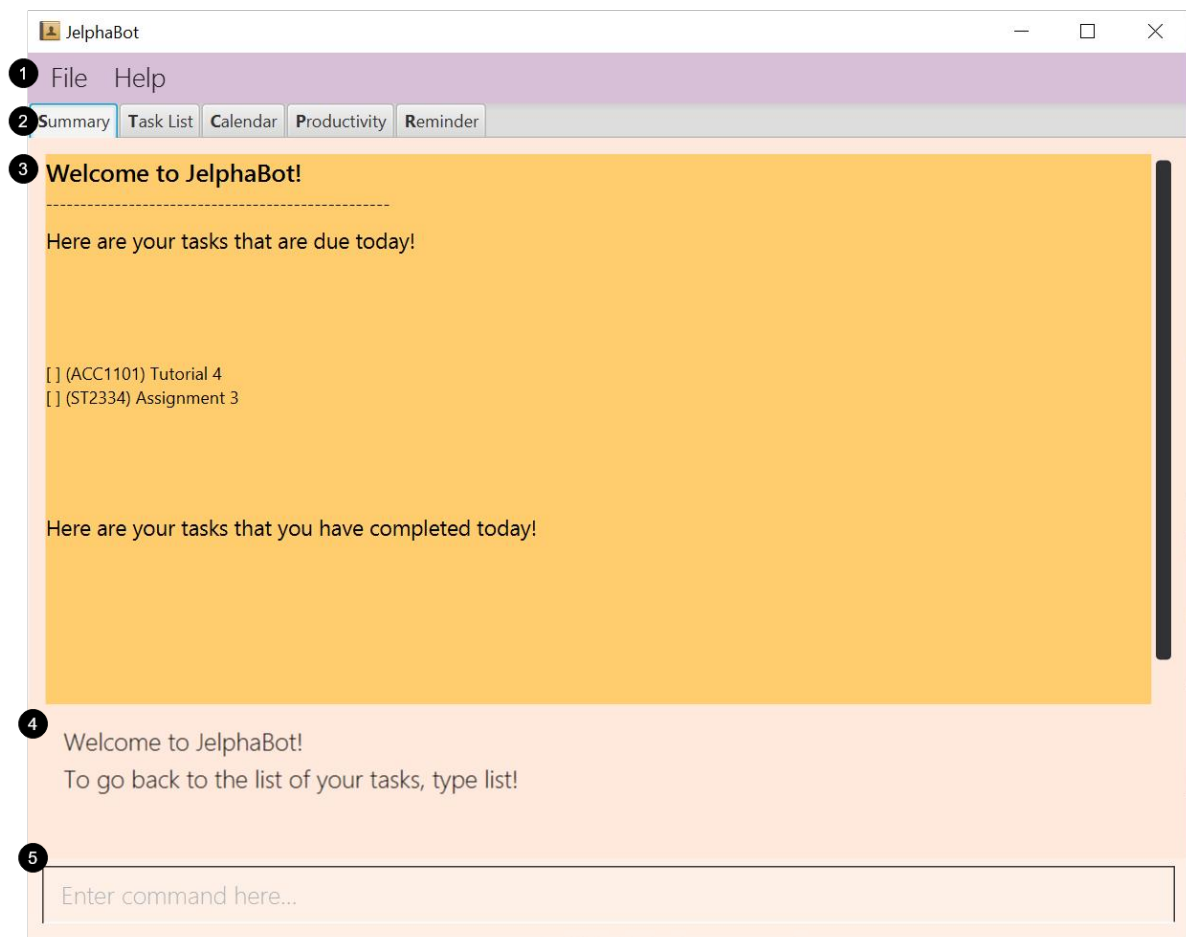 JelphaBot
1 File Help
2 Summary Task List Calendar Productivity Reminder
3 Welcome to JelphaBot!
--------------------------------------------------
Here are your tasks that are due today!
[ ] (ACC1101) Tutorial 4
[ ] (ST2334) Assignment 3
Here are your tasks that you have completed today!
4
Welcome to JelphaBot!
To go back to the list of your tasks, type list!
5
Enter command here...